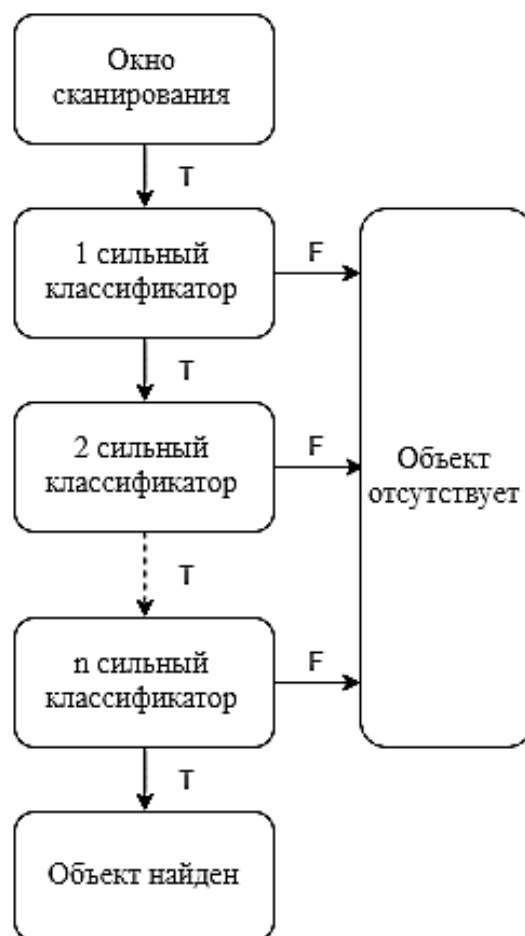 Окно
сканирования
T
1 сильный
классификатор
F
T
2 сильный
классификатор
F
Объект
отсутствует
T
n сильный
классификатор
F
T
Объект найден